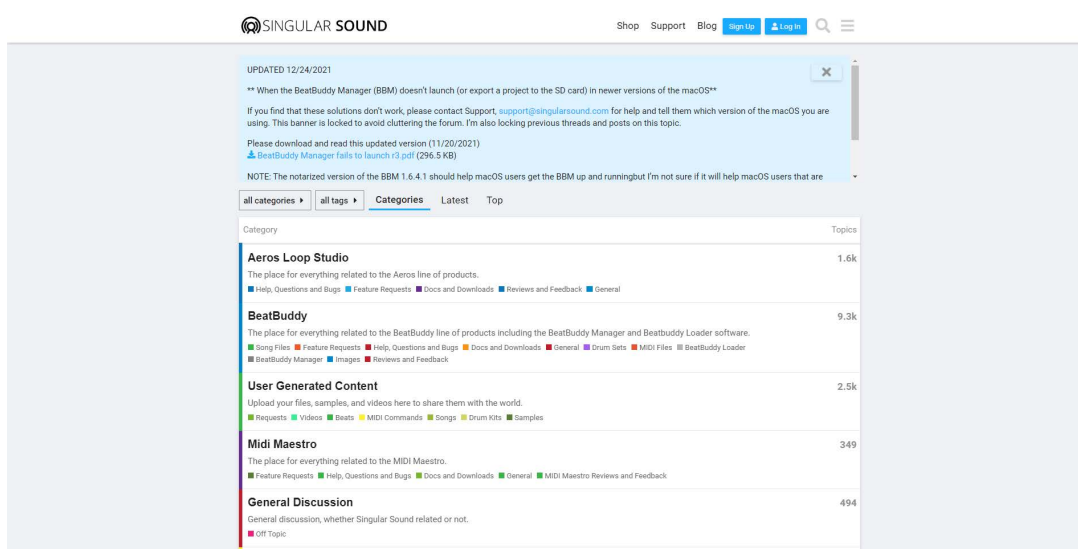 SINGULAR SOUND
Shop Support Blog Sign Up Log In
UPDATED 12/24/2021
** When the BeatBuddy Manager (BBM) doesn't launch (or export a project to the SD card) in newer versions of the macOS**
If you find that these solutions don't work, please contact Support, support@singularsound.com for help and tell them which version of the macOS you are
using. This banner is locked to avoid cluttering the forum. I'm also locking previous threads and posts on this topic.
Please download and read this updated version (11/20/2021)
BeatBuddy Manager fails to launch r3.pdf (296.5 KB)
NOTE: The notarized version of the BBM 1.6.4.1 should help macOS users get the BBM up and runningbut I'm not sure if it will help macOS users that are
all categories all tags Categories Latest Top
Category Topics
Aeros Loop Studio 1.6k
The place for everything related to the Aeros line of products.
Help, Questions and Bugs Feature Requests Docs and Downloads Reviews and Feedback General
BeatBuddy 9.3k
The place for everything related to the BeatBuddy line of products including the BeatBuddy Manager and Beatbuddy Loader software.
Song Files Feature Requests Help, Questions and Bugs Docs and Downloads General Drum Sets MIDI Files BeatBuddy Loader
BeatBuddy Manager Images Reviews and Feedback
User Generated Content 2.5k
Upload your files, samples, and videos here to share them with the world.
Requests Videos Beats MIDI Commands Songs Drum Kits Samples
Midi Maestro 349
The place for everything related to the MIDI Maestro.
Feature Requests Help, Questions and Bugs Docs and Downloads General MIDI Maestro Reviews and Feedback
General Discussion 494
General discussion, whether Singular Sound related or not.
Off Topic